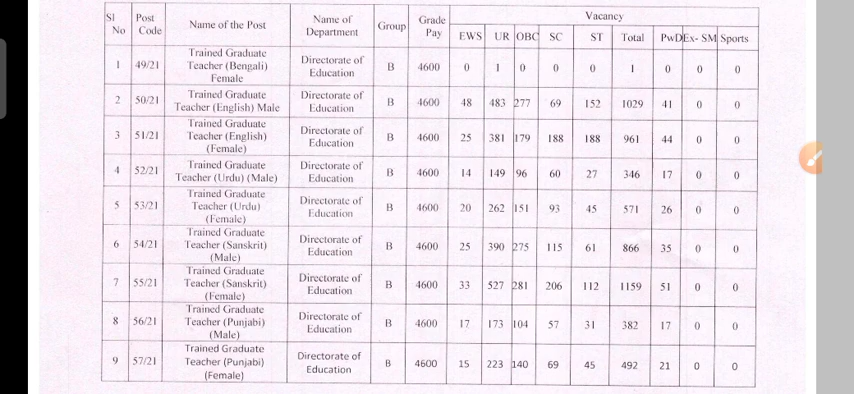 Sl No Post Code Name of the Post Name of Department Group Grade Pay Vacancy
EWS UR OBC SC ST Total PwD Ex- SM Sports
1 49/21 Trained Graduate Teacher (Bengali) Female Directorate of Education B 4600 0 1 0 0 0 1 0 0 0
2 50/21 Trained Graduate Teacher (English) Male Directorate of Education B 4600 48 483 277 69 152 1029 41 0 0
3 51/21 Trained Graduate Teacher (English) (Female) Directorate of Education B 4600 25 381 179 188 188 961 44 0 0
4 52/21 Trained Graduate Teacher (Urdu) (Male) Directorate of Education B 4600 14 149 96 60 27 346 17 0 0
5 53/21 Trained Graduate Teacher (Urdu) (Female) Directorate of Education B 4600 20 262 151 93 45 571 26 0 0
6 54/21 Trained Graduate Teacher (Sanskrit) (Male) Directorate of Education B 4600 25 390 275 115 61 866 35 0 0
7 55/21 Trained Graduate Teacher (Sanskrit) (Female) Directorate of Education B 4600 33 527 281 206 112 1159 51 0 0
8 56/21 Trained Graduate Teacher (Punjabi) (Male) Directorate of Education B 4600 17 173 104 57 31 382 17 0 0
9 57/21 Trained Graduate Teacher (Punjabi) (Female) Directorate of Education B 4600 15 223 140 69 45 492 21 0 0